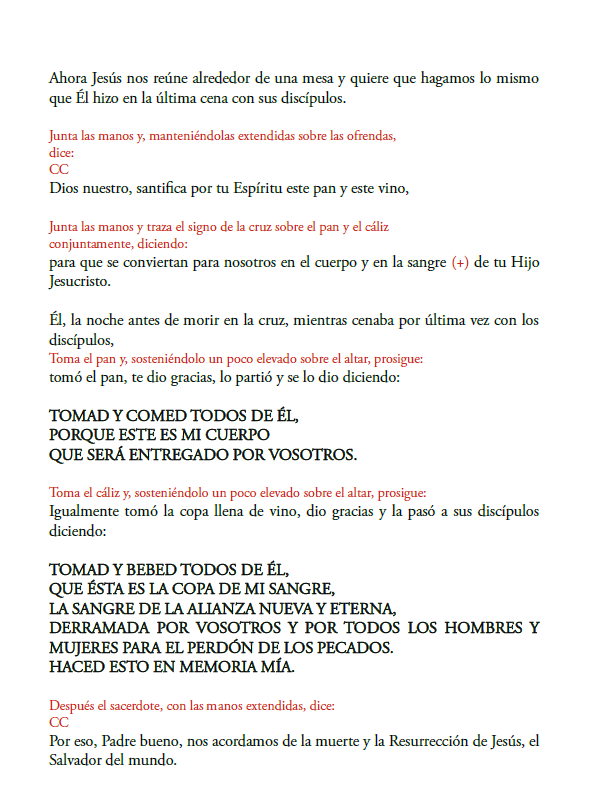 Ahora Jesús nos reúne alrededor de una mesa y quiere que hagamos lo mismo
que Él hizo en la última cena con sus discípulos.
Junta las manos y, manteniéndolas extendidas sobre las ofrendas,
dice:
CC
Dios nuestro, santifica por tu Espíritu este pan y este vino,
Junta las manos y traza el signo de la cruz sobre el pan y el cáliz
conjuntamente, diciendo:
para que se conviertan para nosotros en el cuerpo y en la sangre (+) de tu Hijo
Jesucristo.
Él, la noche antes de morir en la cruz, mientras cenaba por última vez con los
discípulos,
Toma el pan y, sosteniéndolo un poco elevado sobre el altar, prosigue:
tomó el pan, te dio gracias, lo partió y se lo dio diciendo:
TOMAD Y COMED TODOS DE ÉL,
PORQUE ESTE ES MI CUERPO
QUE SERÁ ENTREGADO POR VOSOTROS.
Toma el cáliz y, sosteniéndolo un poco elevado sobre el altar, prosigue:
Igualmente tomó la copa llena de vino, dio gracias y la pasó a sus discípulos
diciendo:
TOMAD Y BEBED TODOS DE ÉL,
QUE ÉSTA ES LA COPA DE MI SANGRE,
LA SANGRE DE LA ALIANZA NUEVA Y ETERNA,
DERRAMADA POR VOSOTROS Y POR TODOS LOS HOMBRES Y
MUJERES PARA EL PERDÓN DE LOS PECADOS.
HACED ESTO EN MEMORIA MÍA.
Después el sacerdote, con las manos extendidas, dice:
CC
Por eso, Padre bueno, nos acordamos de la muerte y la Resurrección de Jesús, el
Salvador del mundo.